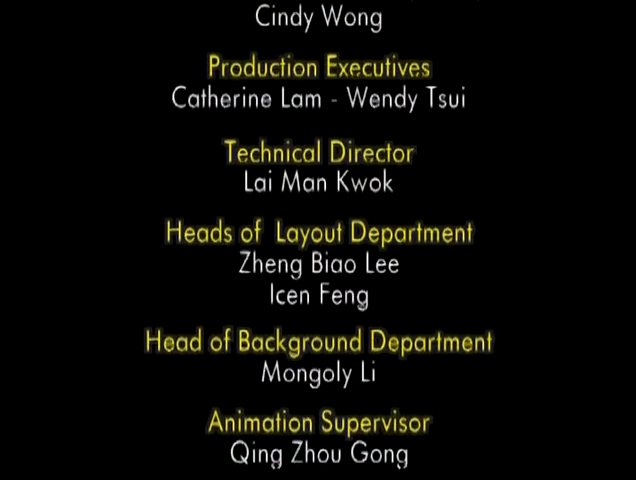 Cindy Wong
Production Executives
Catherine Lam - Wendy Tsui
Technical Director
Lai Man Kwok
Heads of Layout Department
Zheng Biao Lee
Icen Feng
Head of Background Department
Mongoly Li
Animation Supervisor
Qing Zhou Gong